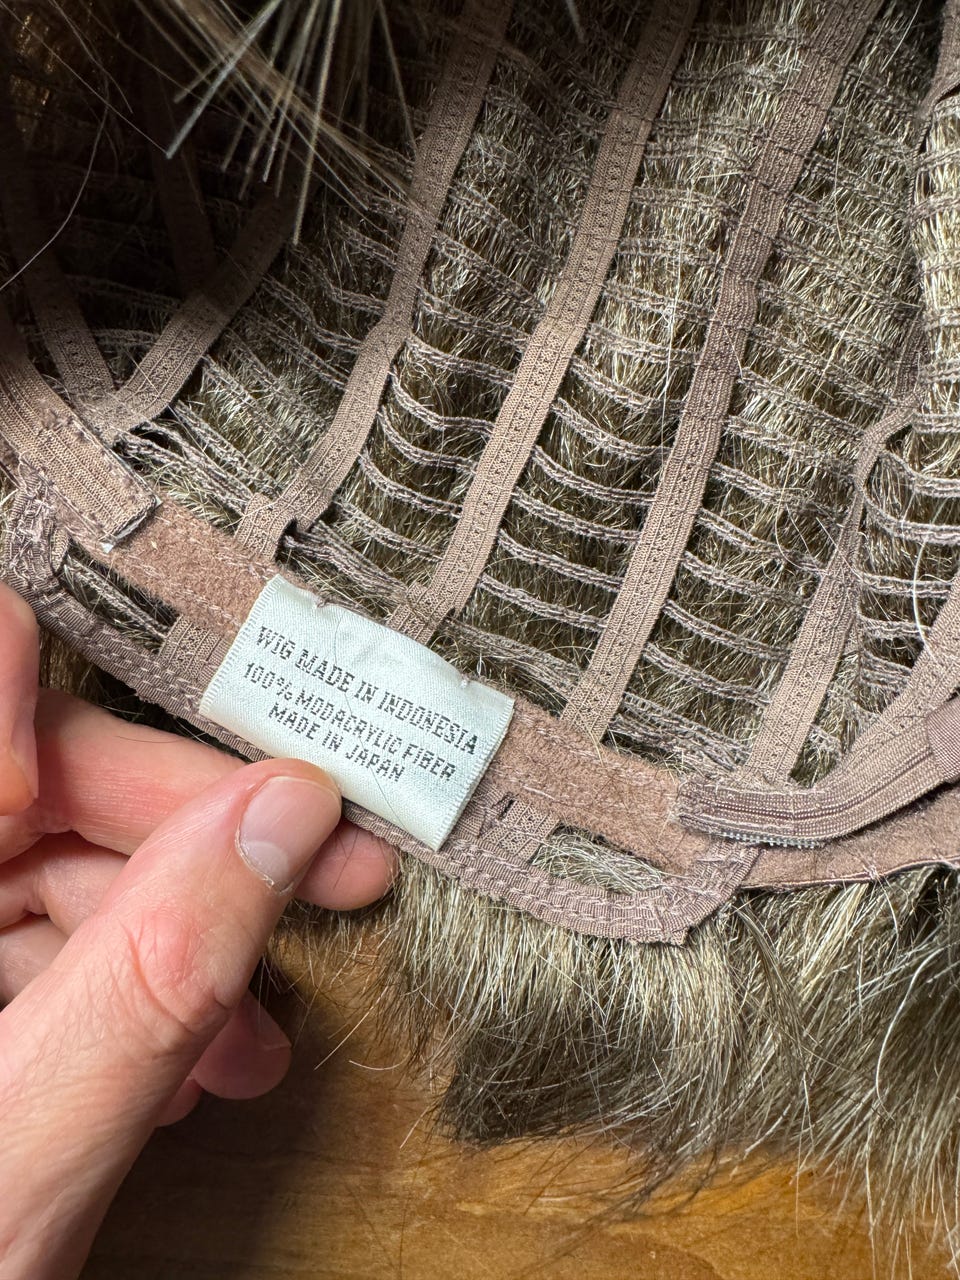 WIG MADE IN INDONESIA
100% MODACRYLIC FIBER
MADE IN JAPAN